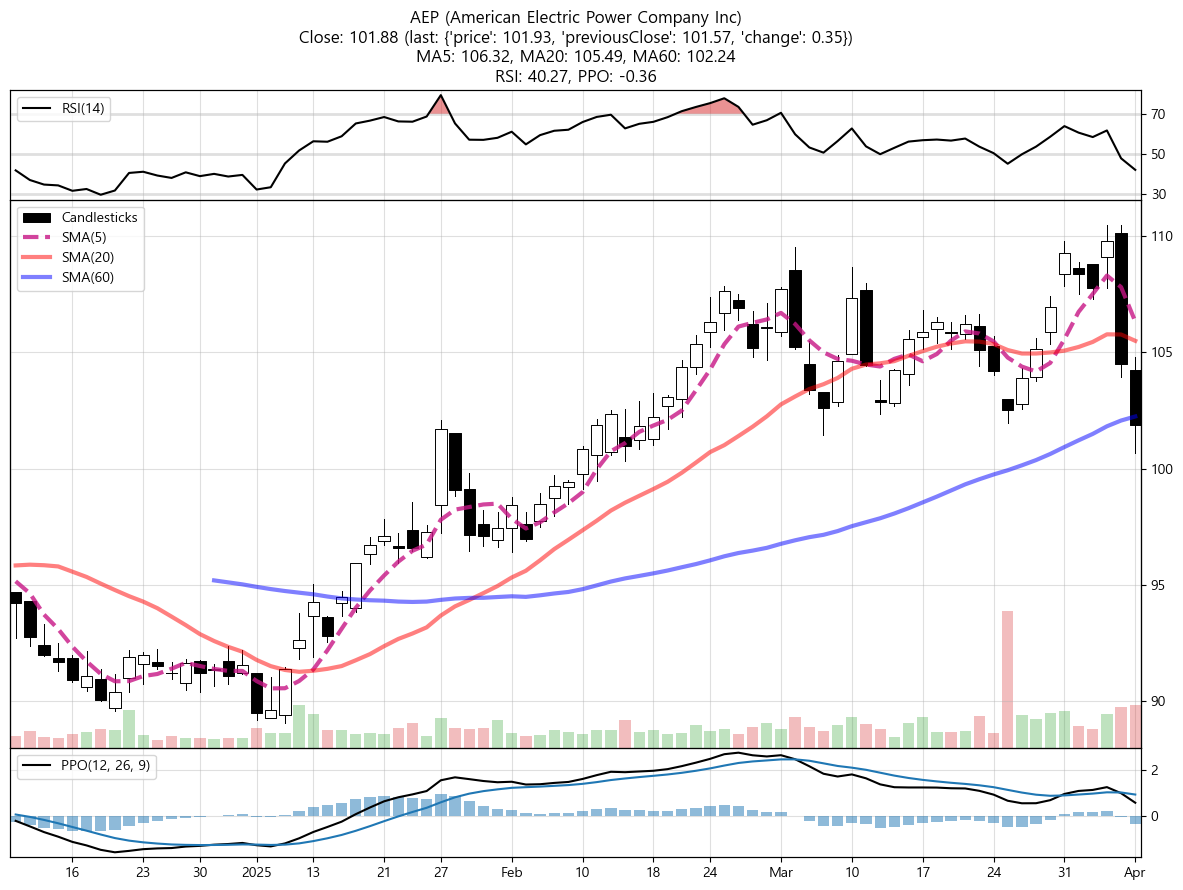 AEP (American Electric Power Company Inc)
Close: 101.88 (last: {'price': 101.93, 'previousClose': 101.57, 'change': 0.35})
MA5: 106.32, MA20: 105.49, MA60: 102.24
RSI: 40.27, PPO: -0.36
RSI(14)
70
50
30
Candlesticks
SMA(5)
SMA(20)
SMA(60)
110
105
100
95
90
PPO(12, 26, 9)
2
0
16 23 30 2025 13 21 27 Feb 10 18 24 Mar 10 17 24 31 Apr